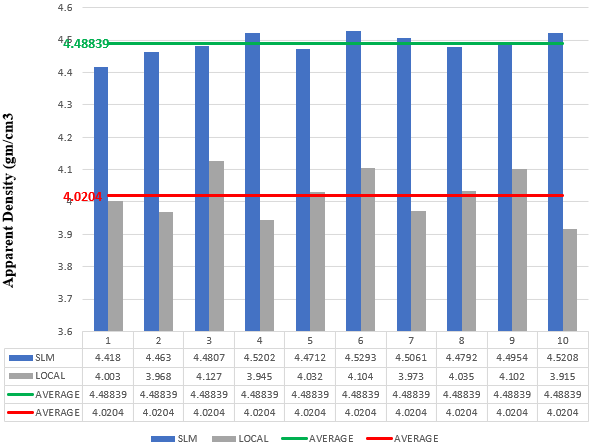 4.6
4.5
4.48839
4.4
4.3
4.2
4.1
4.0204
4
3.9
3.8
3.7
3.6
Apparent Density (gm/cm3
1 2 3 4 5 6 7 8 9 10
SLM 4.418 4.463 4.4807 4.5202 4.4712 4.5293 4.5061 4.4792 4.4954 4.5208
LOCAL 4.003 3.968 4.127 3.945 4.032 4.104 3.973 4.035 4.102 3.915
AVERAGE 4.48839 4.48839 4.48839 4.48839 4.48839 4.48839 4.48839 4.48839 4.48839 4.48839
AVERAGE 4.0204 4.0204 4.0204 4.0204 4.0204 4.0204 4.0204 4.0204 4.0204 4.0204
SLM LOCAL AVERAGE AVERAGE